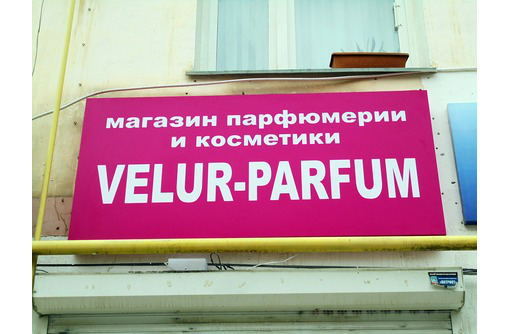 магазин парфюмерии
и косметики
VELUR-PARFUM